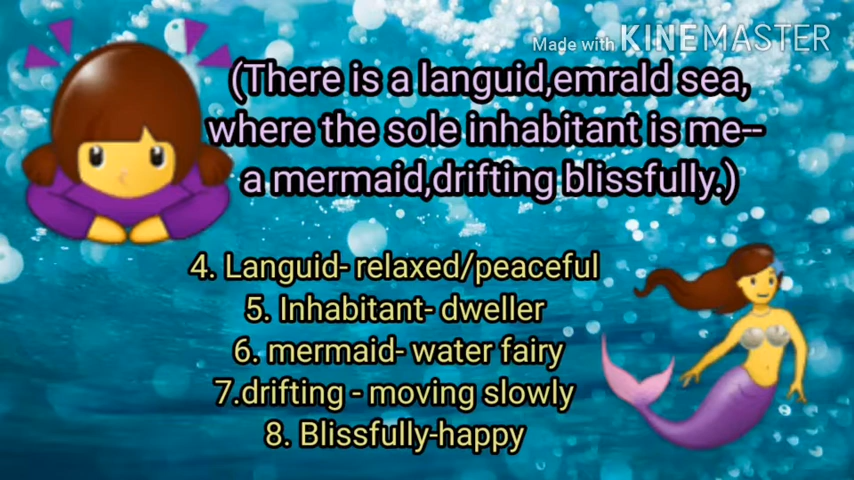 Made with KINEMASTER
(There is a languid,emrald sea,
where the sole inhabitant is me--
a mermaid,drifting blissfully.)
4. Languid- relaxed/peaceful
5. Inhabitant- dweller
6. mermaid- water fairy
7.drifting - moving slowly
8. Blissfully-happy